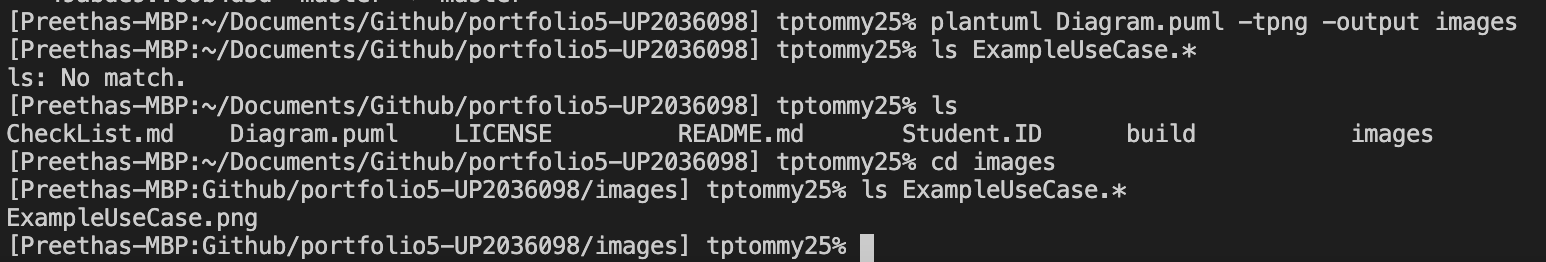 [Preethas-MBP:~/Documents/Github/portfolio5-UP2036098] tptommy25% plantuml Diagram.puml -tpng -output images
[Preethas-MBP:~/Documents/Github/portfolio5-UP2036098] tptommy25% ls ExampleUseCase.*
ls: No match.
[Preethas-MBP:~/Documents/Github/portfolio5-UP2036098] tptommy25% ls
CheckList.md    Diagram.puml    LICENSE         README.md       Student.ID      build           images
[Preethas-MBP:~/Documents/Github/portfolio5-UP2036098] tptommy25% cd images
[Preethas-MBP:Github/portfolio5-UP2036098/images] tptommy25% ls ExampleUseCase.*
ExampleUseCase.png
[Preethas-MBP:Github/portfolio5-UP2036098/images] tptommy25%